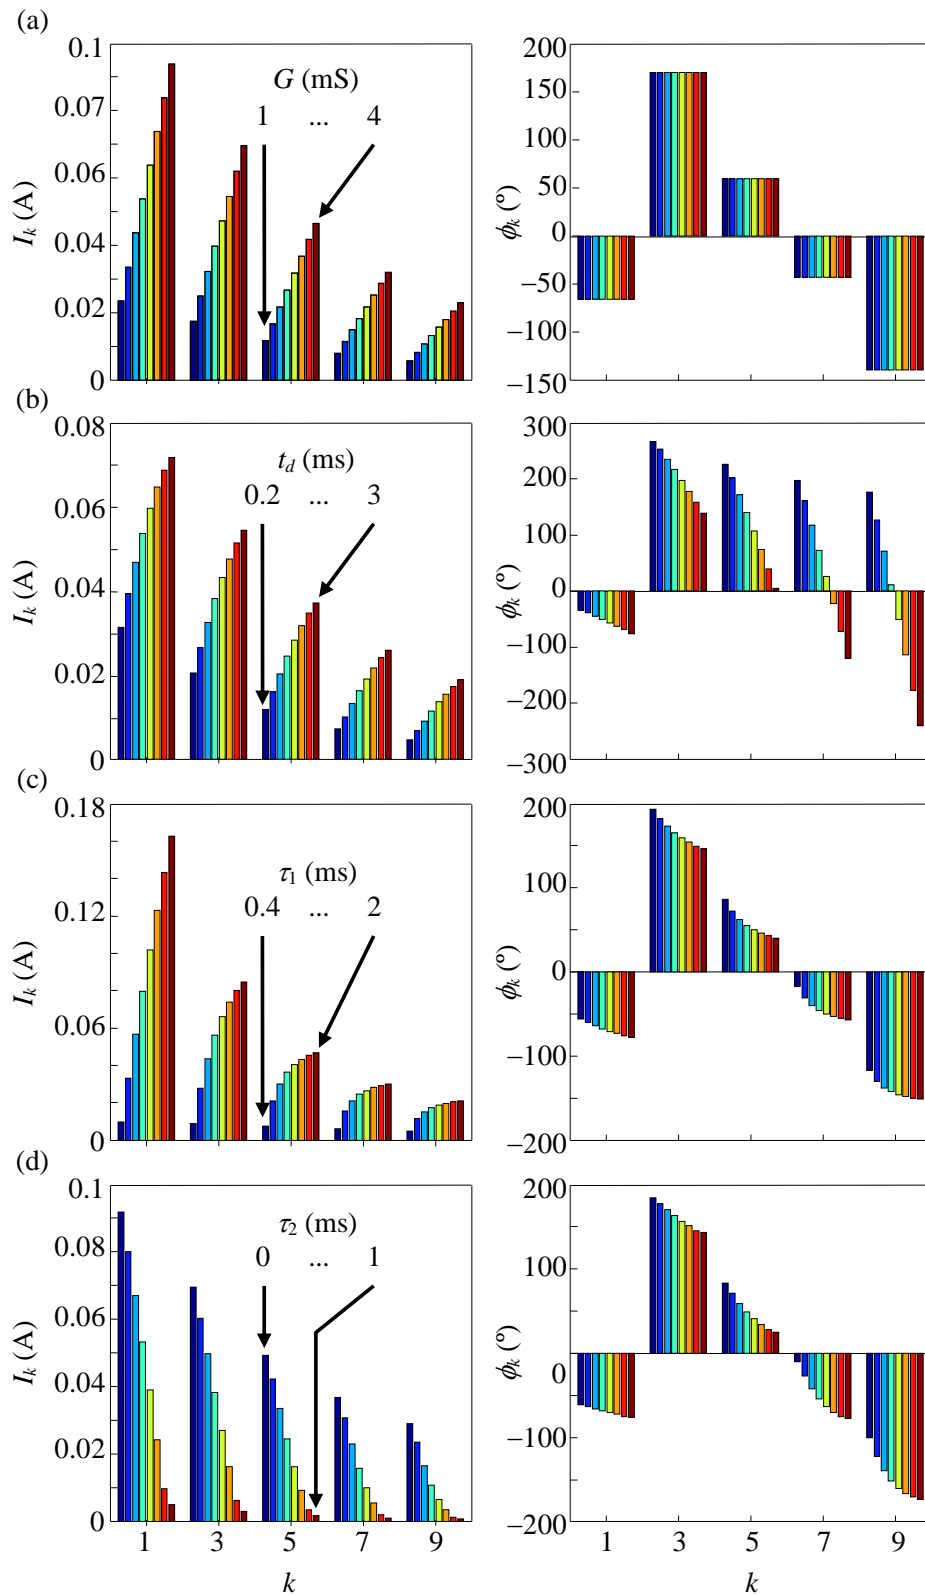 (a)
0.1
0.07
0.04
0.02
0
I_k (A)
G (mS)
1 ... 4
200
150
100
50
0
−50
−100
−150
ϕ_k (º)
(b)
0.08
0.06
0.04
0.02
0
I_k (A)
t_d (ms)
0.2 ... 3
300
200
100
0
−100
−200
−300
ϕ_k (º)
(c)
0.18
0.12
0.06
0
I_k (A)
τ_1 (ms)
0.4 ... 2
200
100
0
−100
−200
ϕ_k (º)
(d)
0.1
0.08
0.06
0.04
0.02
0
I_k (A)
τ_2 (ms)
0 ... 1
1 3 5 7 9
k
200
100
0
−100
−200
ϕ_k (º)
1 3 5 7 9
k